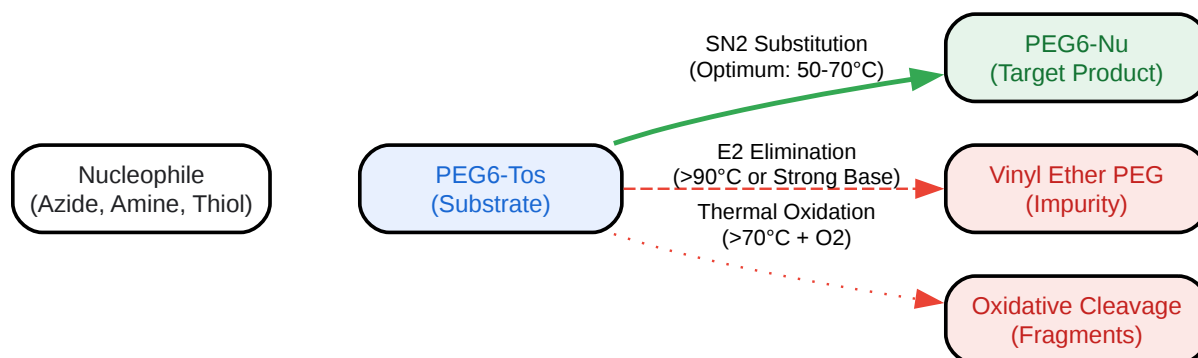 Nucleophile
(Azide, Amine, Thiol)
PEG6-Tos
(Substrate)
SN2 Substitution
(Optimum: 50-70°C)
E2 Elimination
(>90°C or Strong Base)
Thermal Oxidation
(>70°C + O2)
PEG6-Nu
(Target Product)
Vinyl Ether PEG
(Impurity)
Oxidative Cleavage
(Fragments)